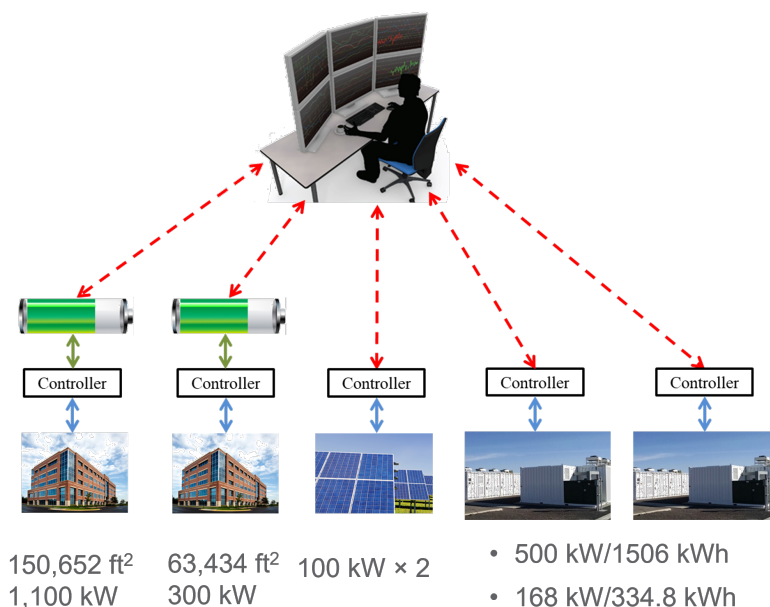 Controller
Controller
Controller
Controller
Controller
150,652 ft²
1,100 kW
63,434 ft²
300 kW
100 kW × 2
• 500 kW/1506 kWh
• 168 kW/334.8 kWh